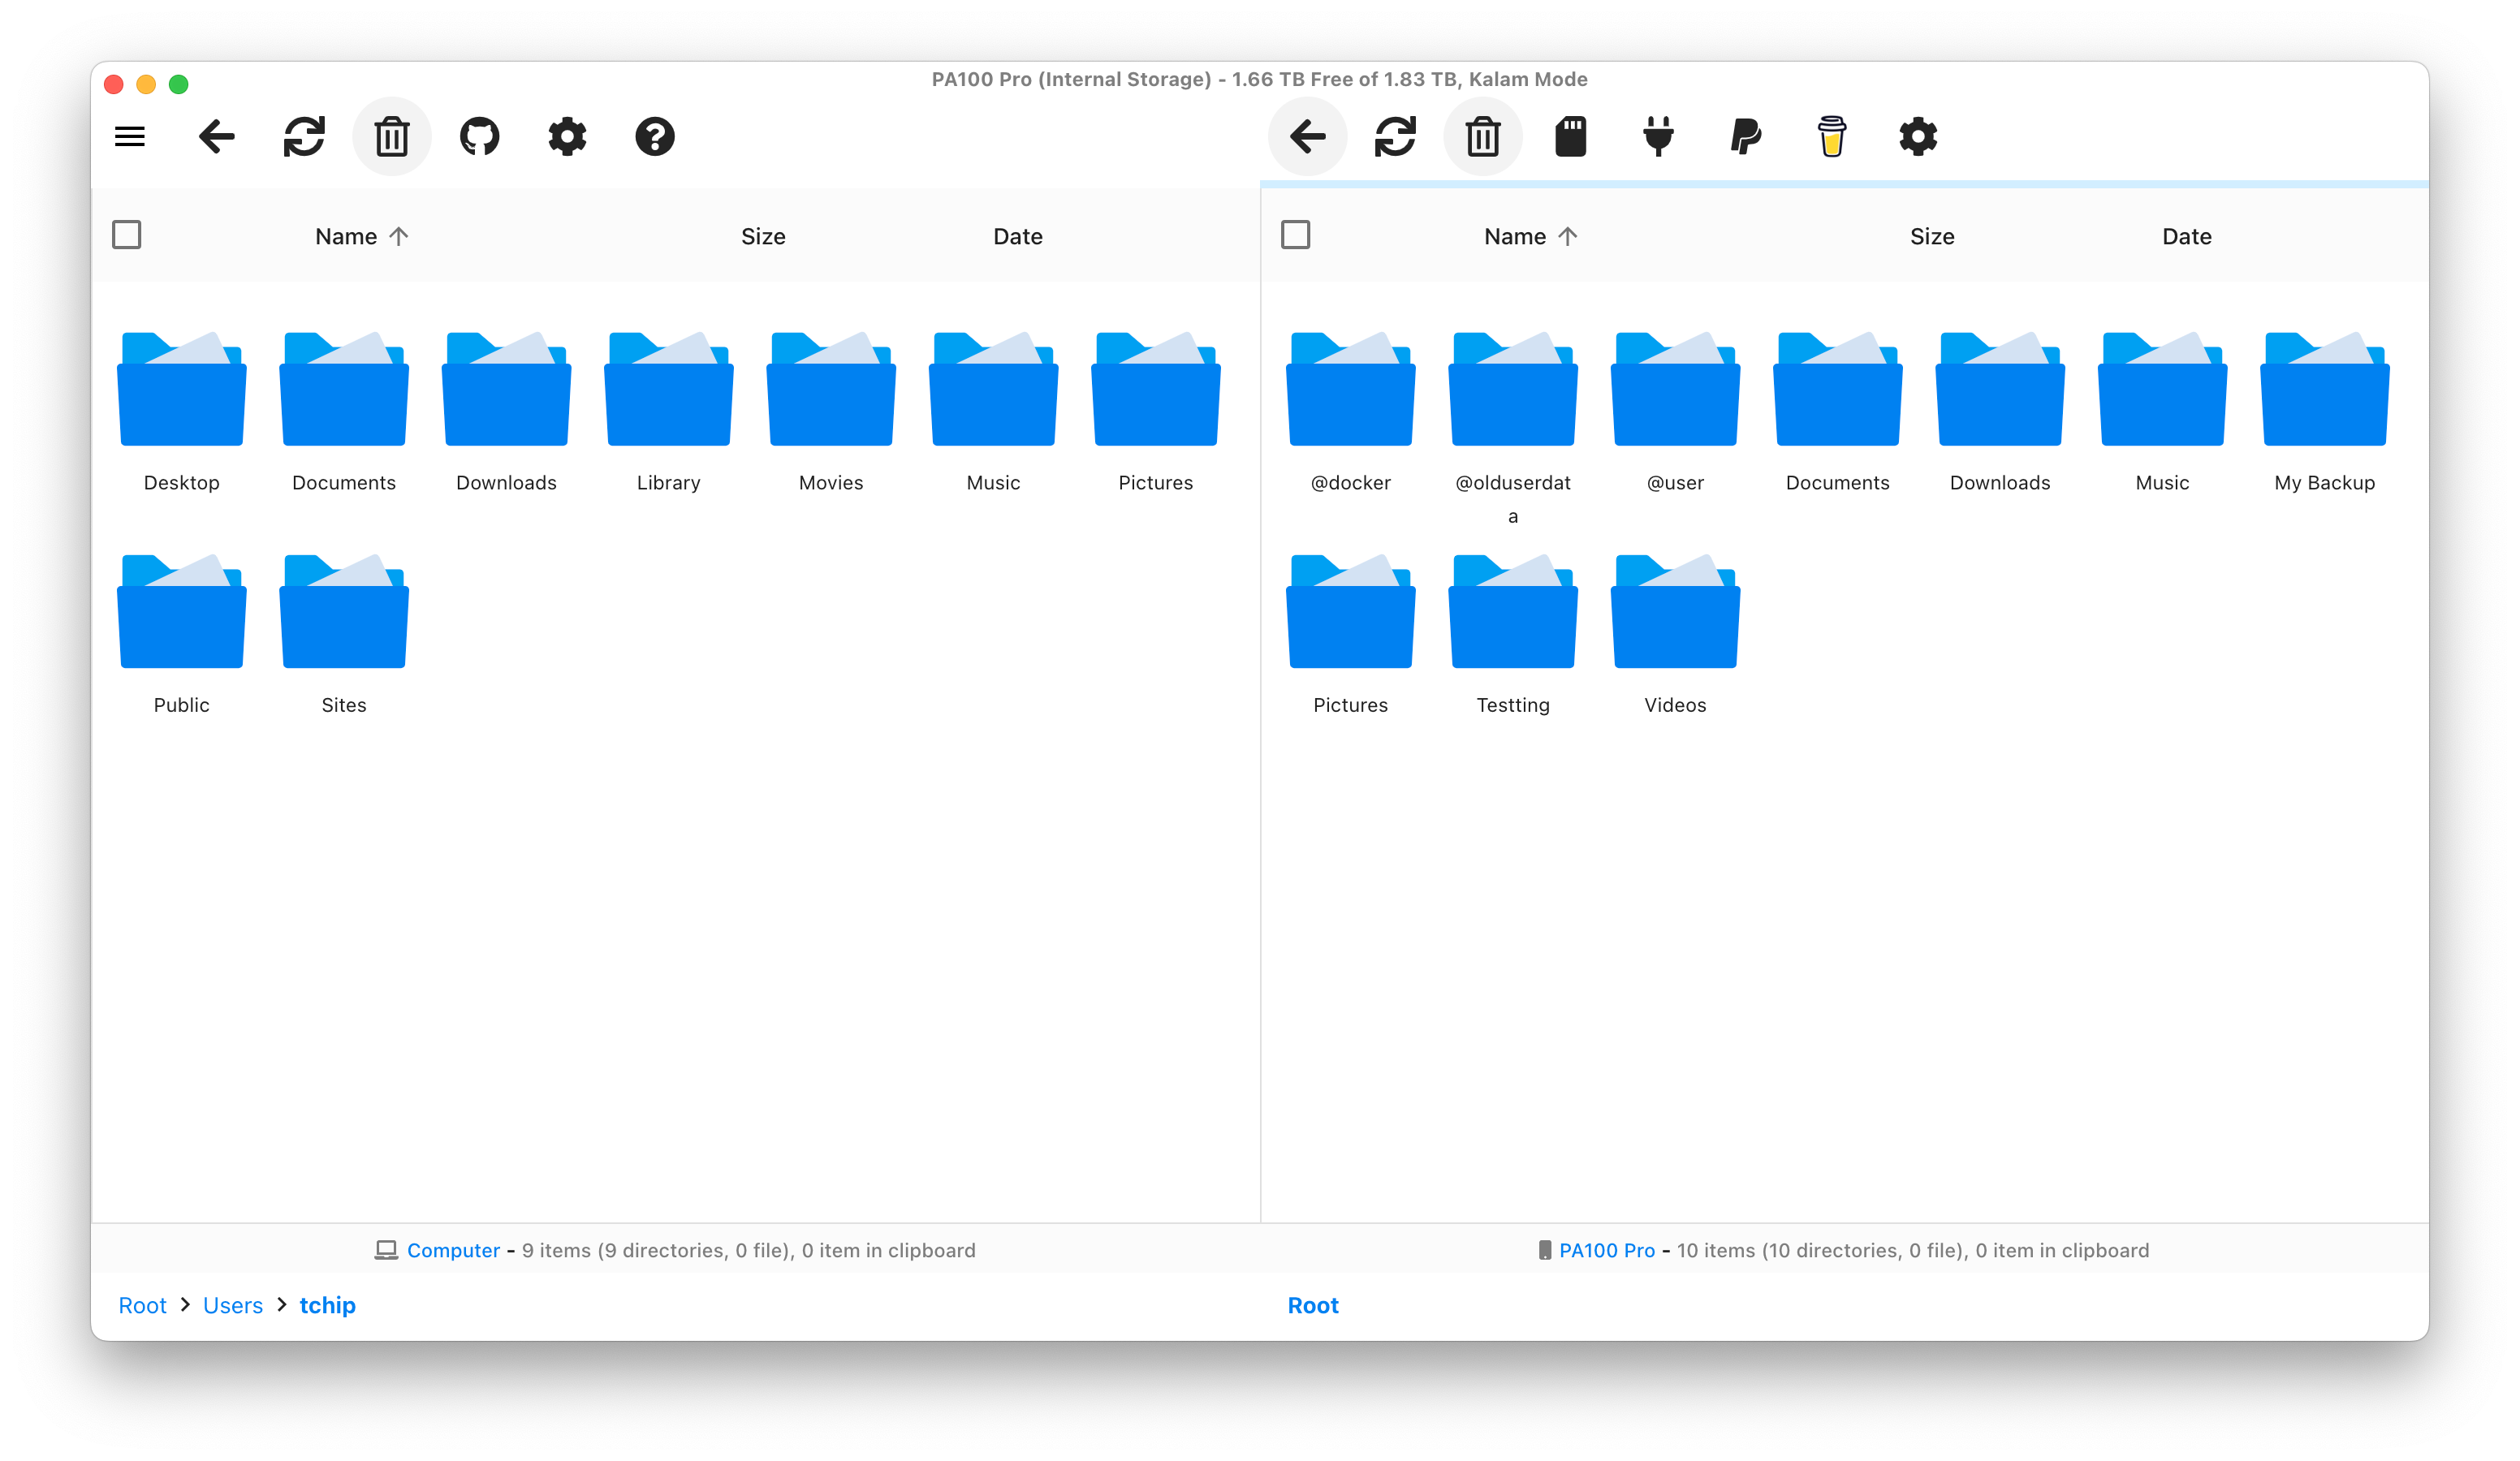 PA100 Pro (Internal Storage) - 1.66 TB Free of 1.83 TB, Kalam Mode
Name Size Date
Desktop Documents Downloads Library Movies Music Pictures
Public Sites
Computer - 9 items (9 directories, 0 file), 0 item in clipboard
Root > Users > tchip
Name Size Date
@docker @olduserdat Documents Downloads Music My Backup
a
Pictures Testting Videos
PA100 Pro - 10 items (10 directories, 0 file), 0 item in clipboard
Root